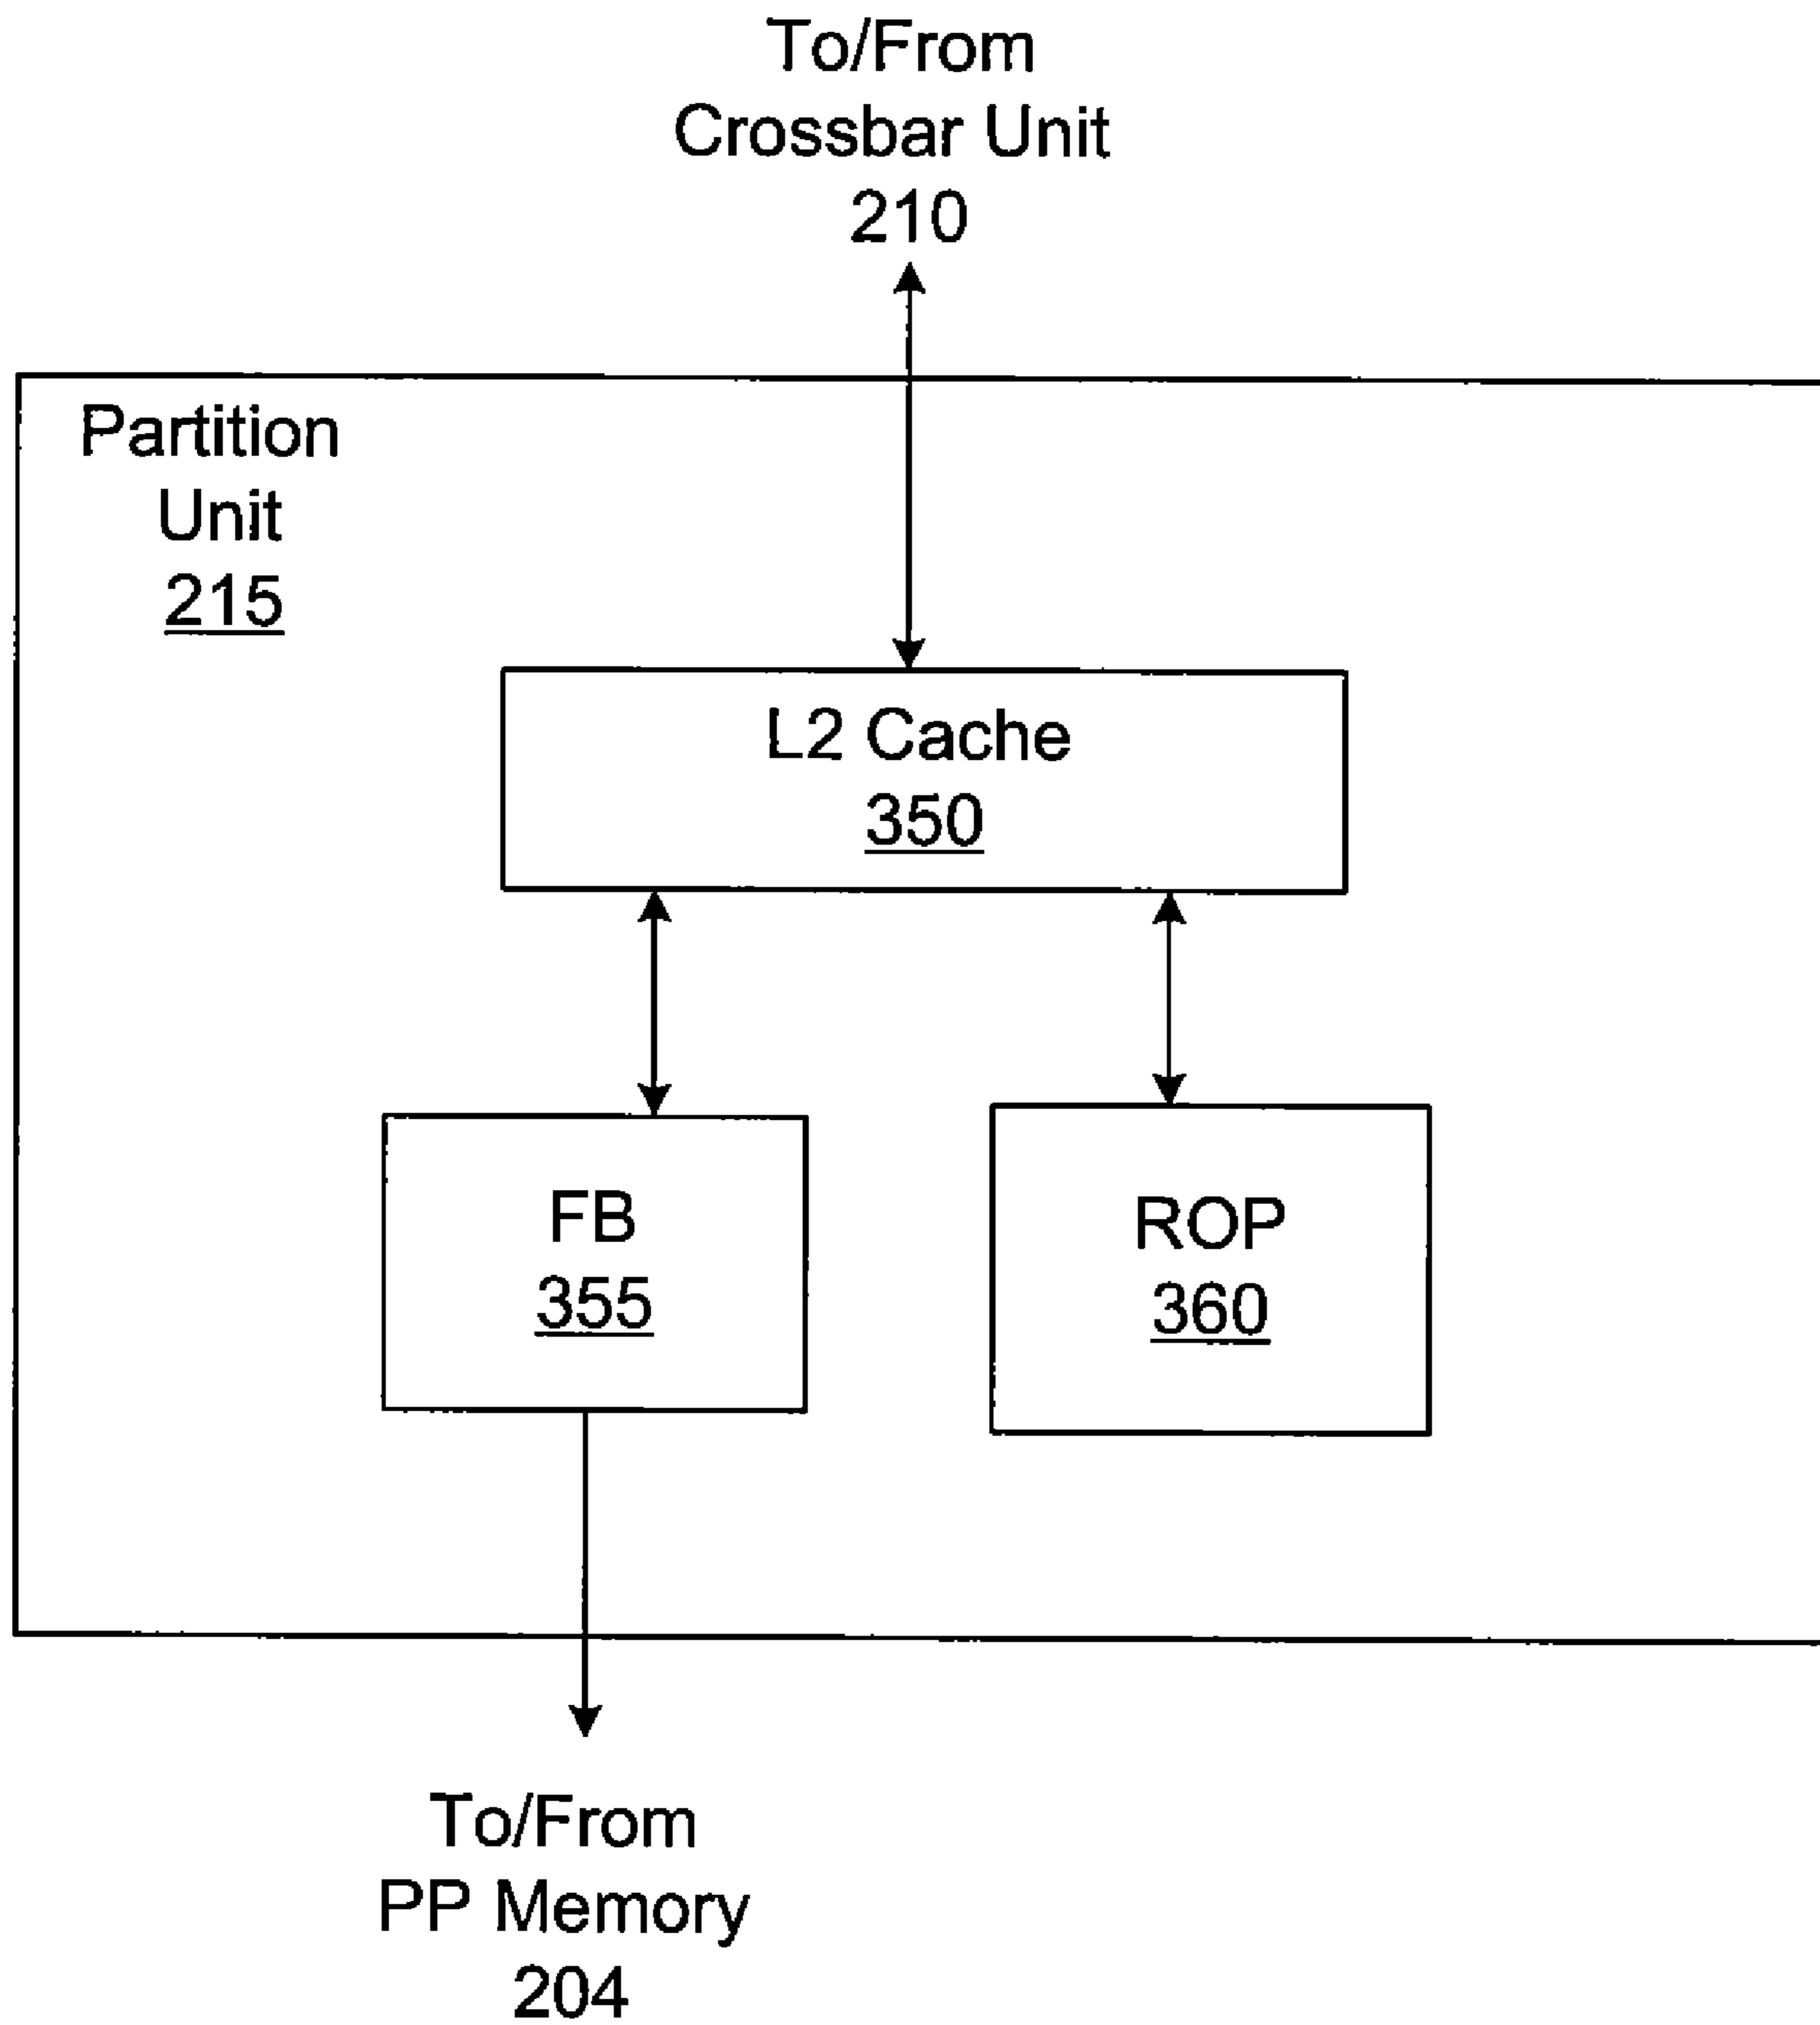 To/From
Crossbar Unit
210
Partition
Unit
215
L2 Cache
350
FB
355
ROP
360
To/From
PP Memory
204